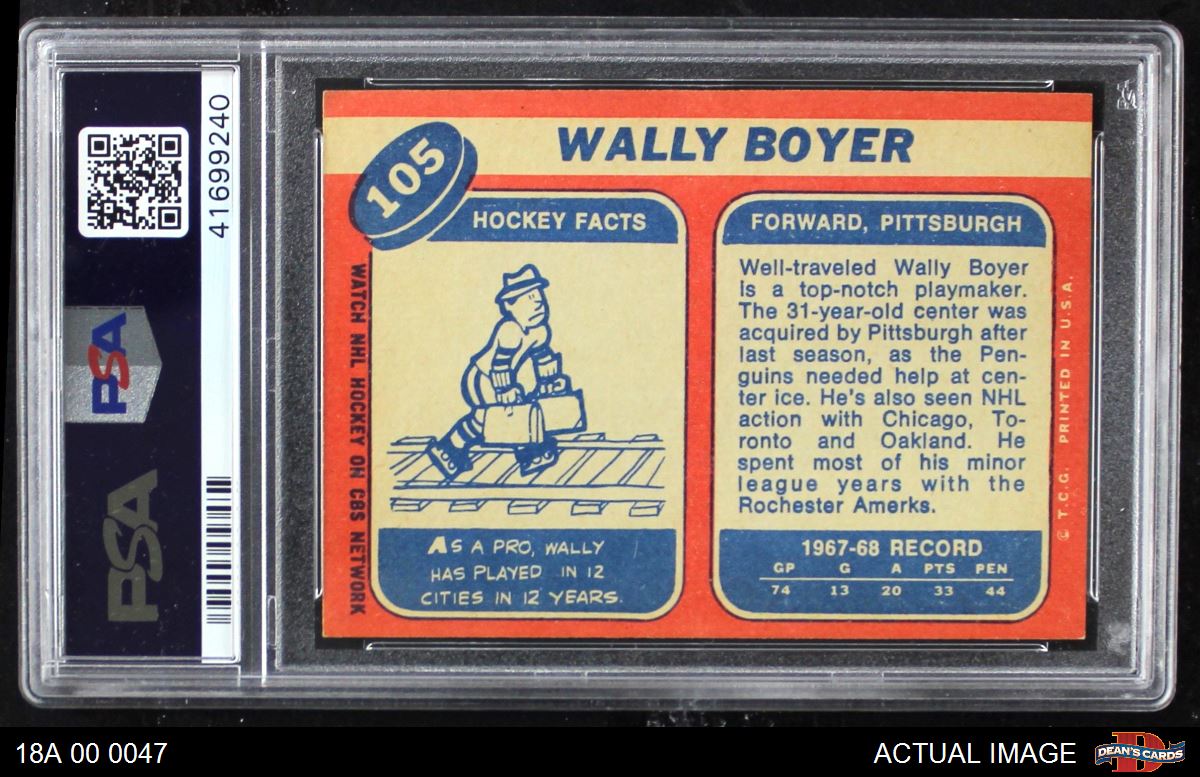 PSA
PSA
41699240
WALLY BOYER
105
HOCKEY FACTS
AS A PRO, WALLY
HAS PLAYED IN 12
CITIES IN 12 YEARS.
WATCH NHL HOCKEY ON CBS NETWORK
FORWARD, PITTSBURGH
Well-traveled Wally Boyer
is a top-notch playmaker.
The 31-year-old center was
acquired by Pittsburgh after
last season, as the Pen-
guins needed help at cen-
ter ice. He's also seen NHL
action with Chicago, To-
ronto and Oakland. He
spent most of his minor
league years with the
Rochester Amerks.
1967-68 RECORD
GP G A PTS PEN
74 13 20 33 44
© T.C.G. PRINTED IN U.S.A.
18A 00 0047
ACTUAL IMAGE
D
DEAN'S CARDS